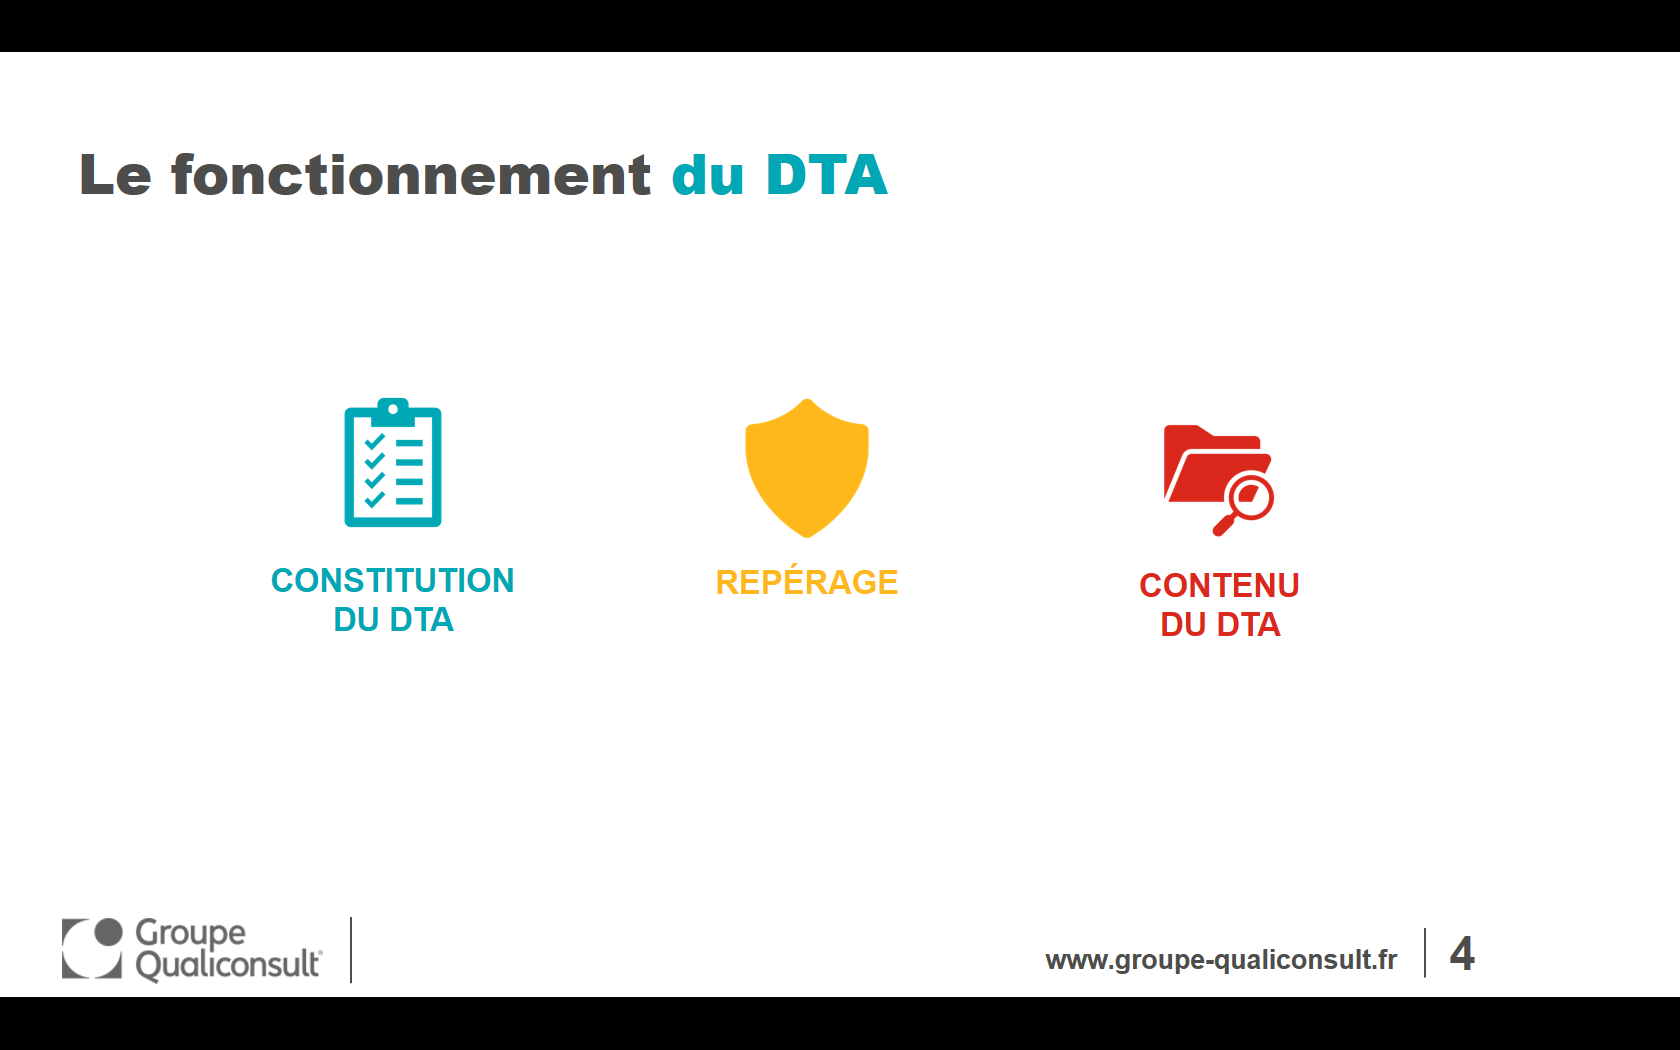 Le fonctionnement du DTA
CONSTITUTION
DU DTA
REPÉRAGE
CONTENU
DU DTA
Groupe
Qualiconsult®
www.groupe-qualiconsult.fr
4